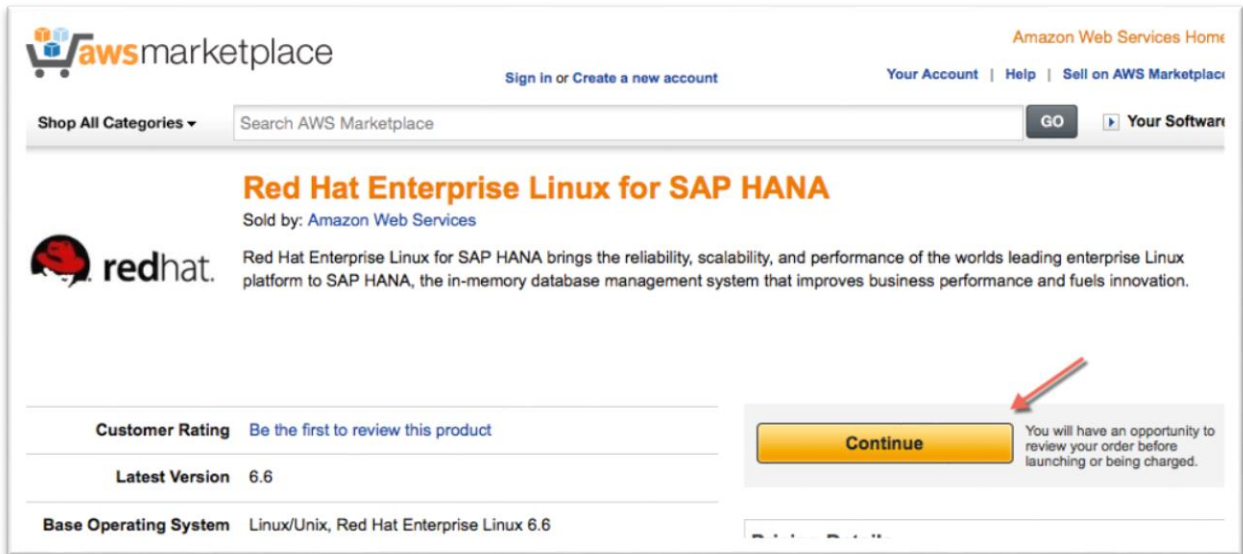 awsmarketplace
Amazon Web Services Home
Sign in or Create a new account
Your Account | Help | Sell on AWS Marketplace
Shop All Categories
Search AWS Marketplace
GO
Your Software
Red Hat Enterprise Linux for SAP HANA
Sold by: Amazon Web Services
redhat.
Red Hat Enterprise Linux for SAP HANA brings the reliability, scalability, and performance of the worlds leading enterprise Linux
platform to SAP HANA, the in-memory database management system that improves business performance and fuels innovation.
Customer Rating Be the first to review this product
Latest Version 6.6
Base Operating System Linux/Unix, Red Hat Enterprise Linux 6.6
Continue
You will have an opportunity to
review your order before
launching or being charged.